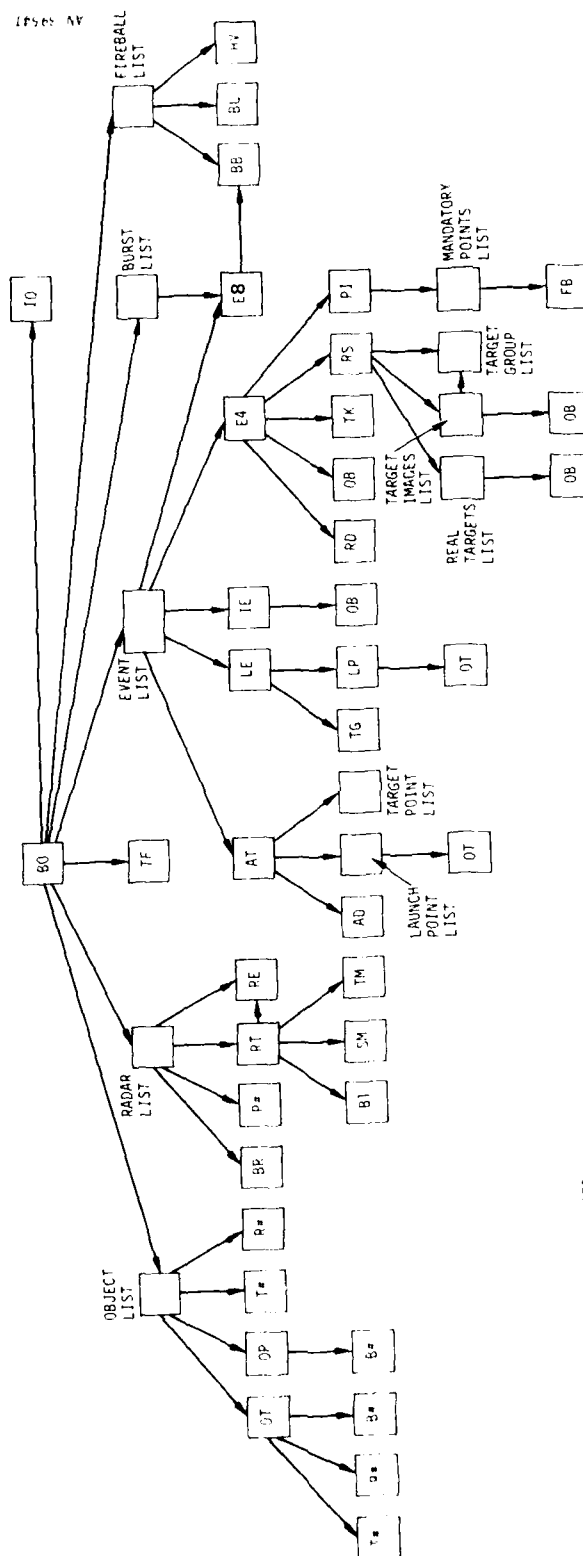 AN 39541
BO
IO
TF
OBJECT
LIST
RADAR
LIST
EVENT
LIST
BURST LIST
FIREBALL
LIST
OT
OP
T#
R#
BR
P#
RT
RE
AT
LE
IE
E4
E8
BB
BL
HV
T#
B#
B#
BI
SM
TM
AD
LAUNCH
POINT
LIST
TARGET
POINT
LIST
TG
LP
OB
RD
OB
TK
RS
PI
OT
OT
REAL
TARGETS
LIST
TARGET
IMAGES
LIST
TARGET
GROUP
LIST
MANDATORY
POINTS
LIST
OB
OB
FB